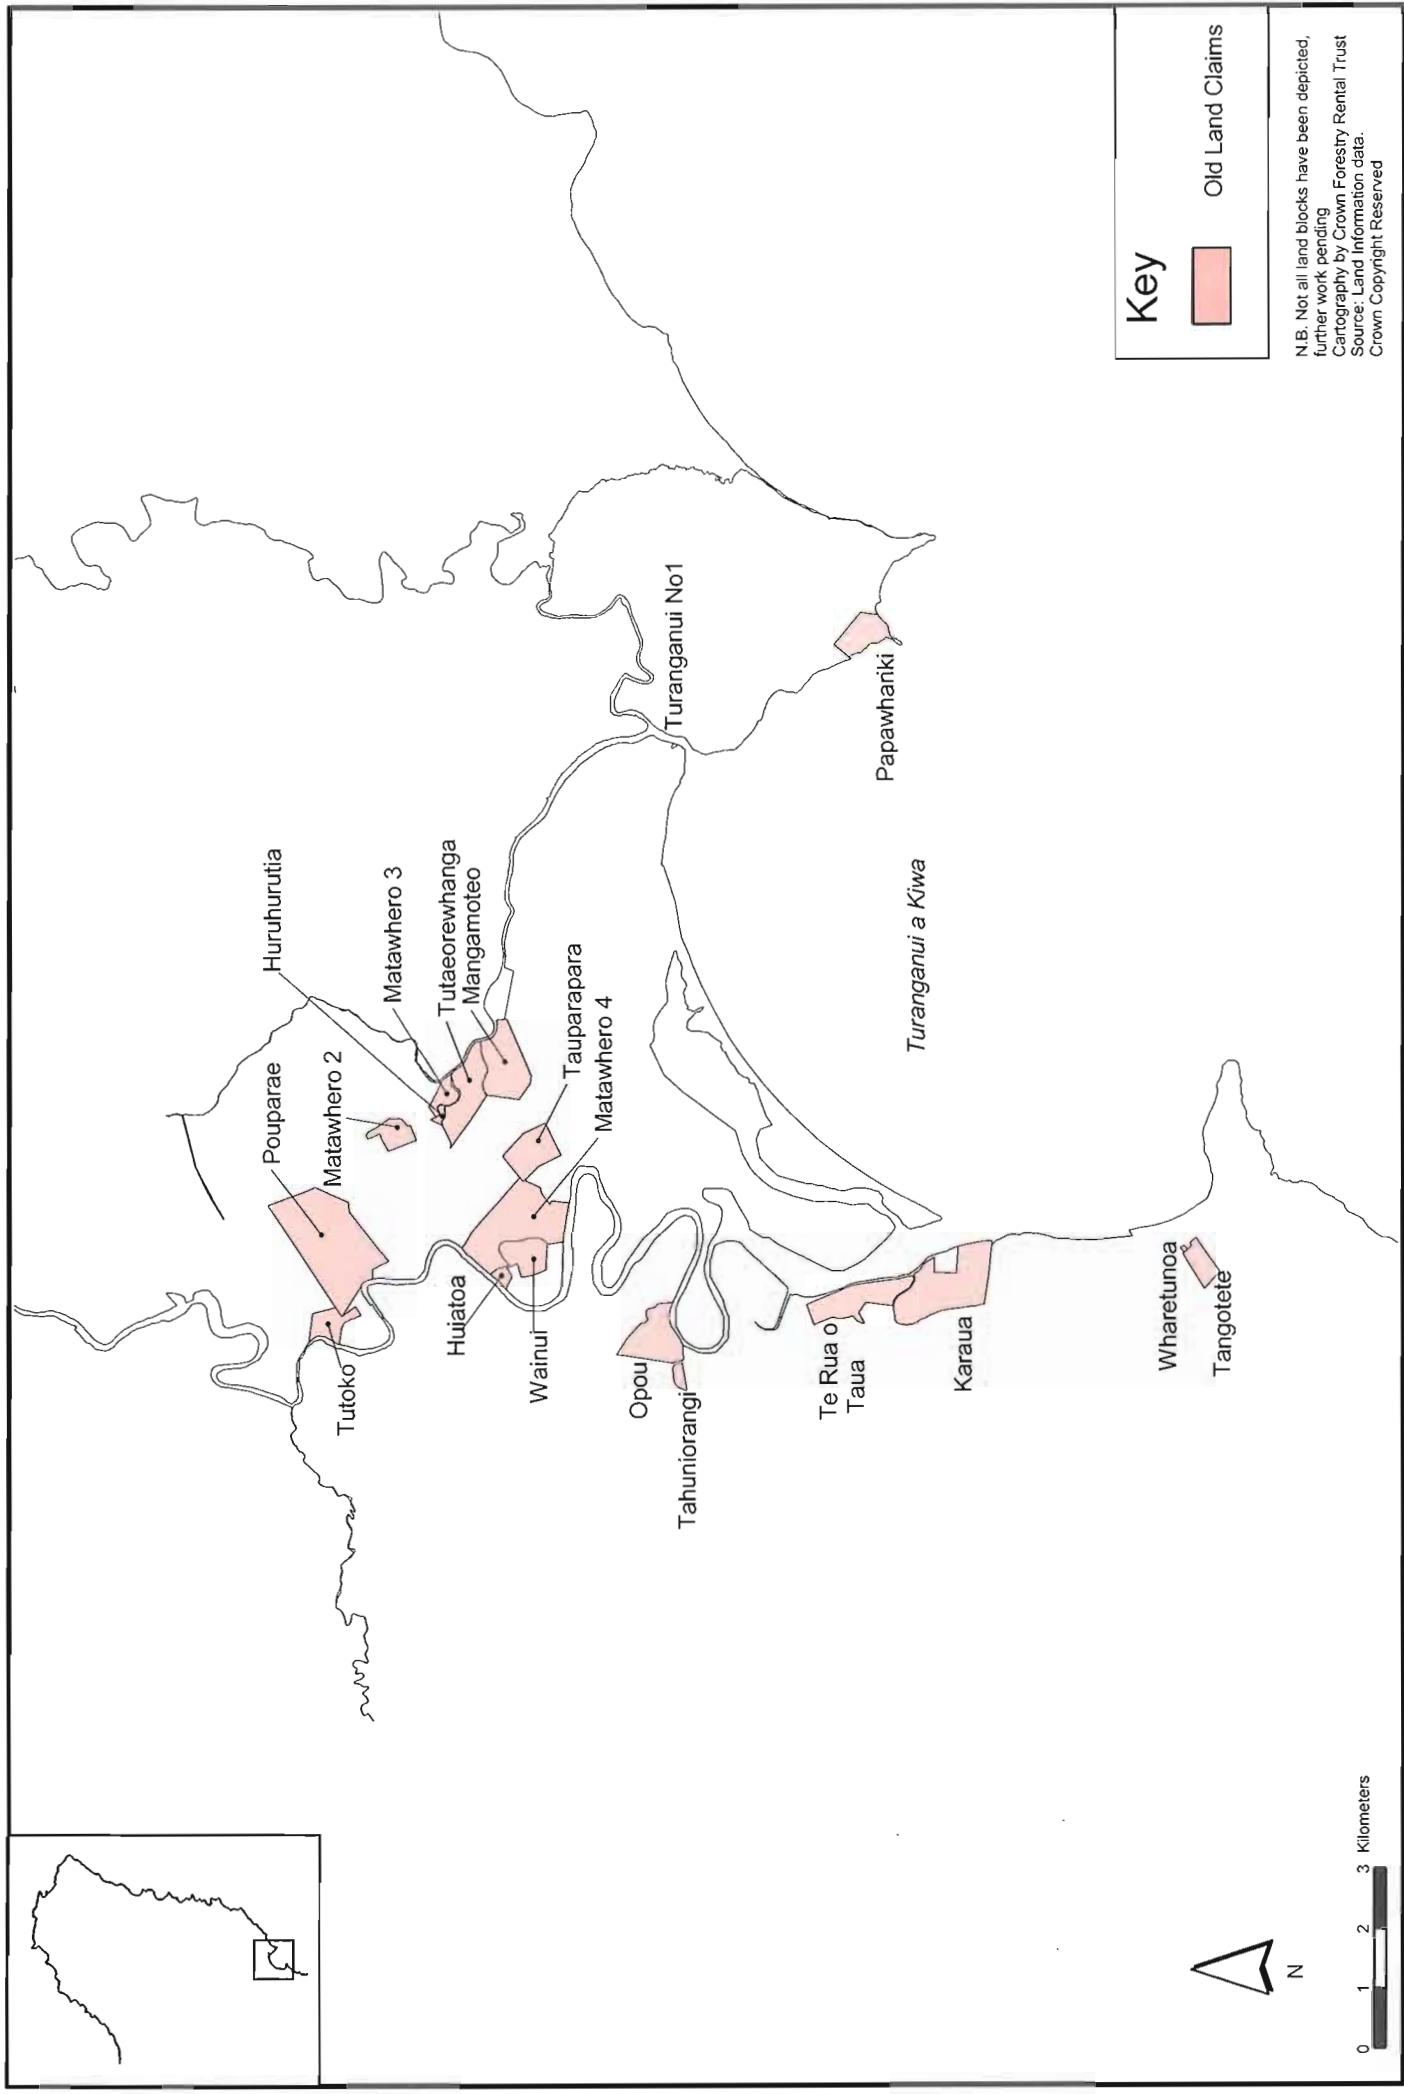 Huruhurutia
Pouparae
Matawhero 2
Matawhero 3
Tutaeorewhanga
Mangamoteo
Tutoko
Huiatoa
Tauparapara
Wainui
Matawhero 4
Turanganui No1
Opou
Tahuniorangi
Te Rua o
Taua
Papawhariki
Turanganui a Kiwa
Karaua
Wharetunoa
Tangotete
N
0 1 2 3 Kilometers
Key
Old Land Claims
N.B. Not all land blocks have been depicted,
further work pending
Cartography by Crown Forestry Rental Trust
Source: Land Information data.
Crown Copyright Reserved